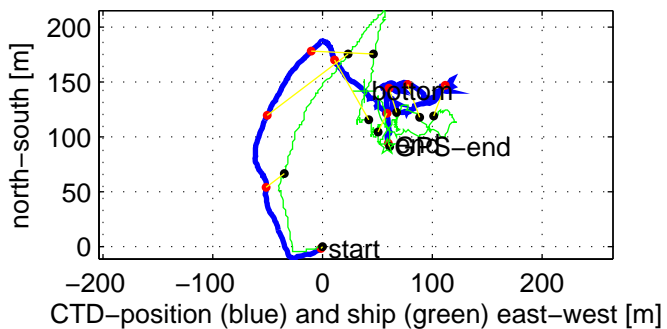 200
150
100
50
0
north−south [m]
bottom
end
GPS−end
start
−200 −100 0 100 200
CTD−position (blue) and ship (green) east−west [m]